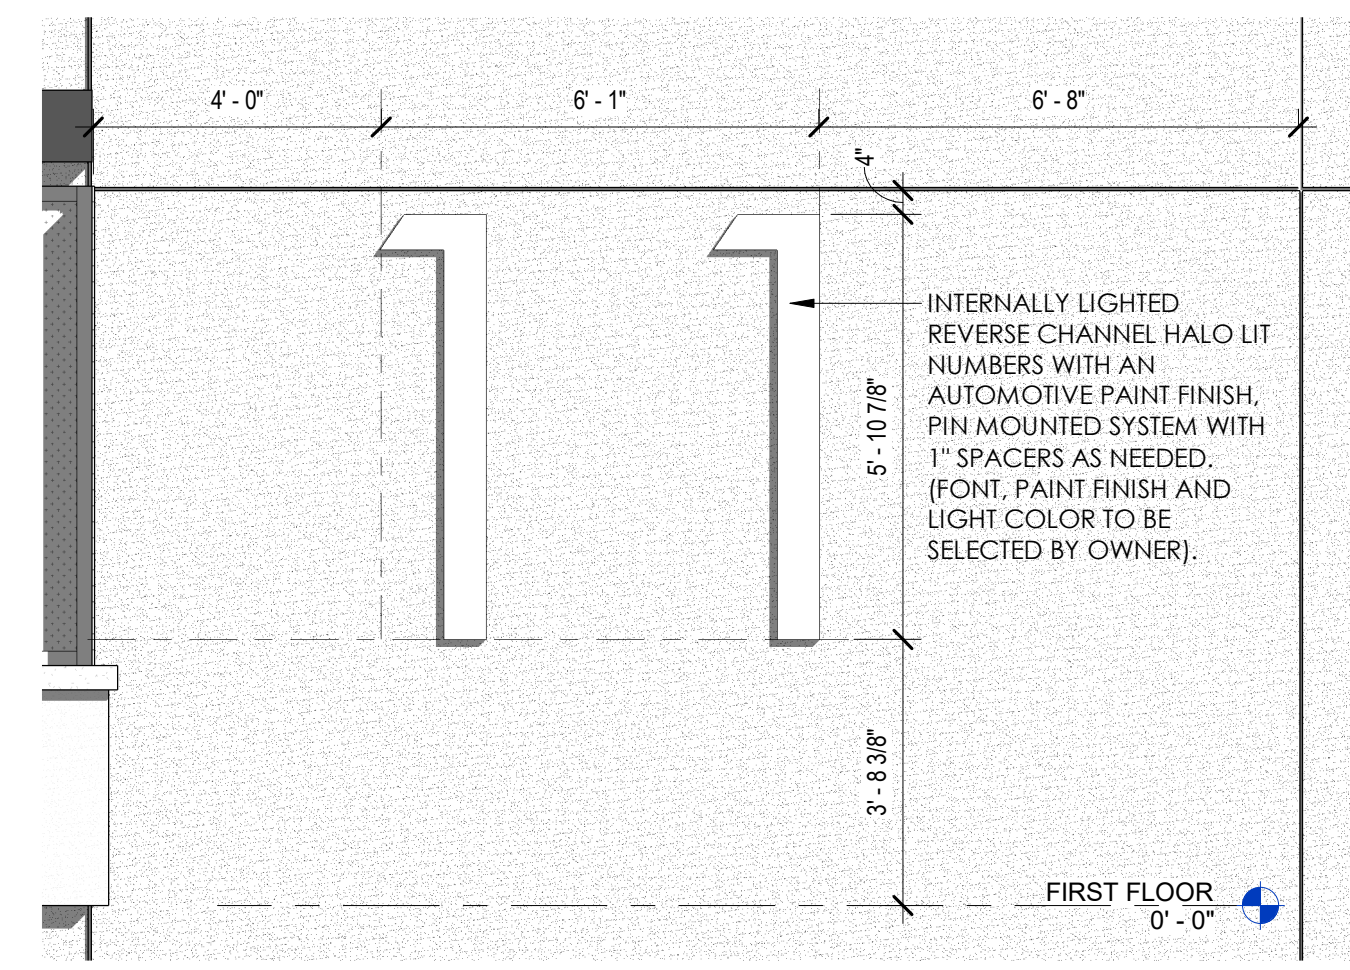 4' - 0"
6' - 1"
6' - 8"
4"
INTERNALLY LIGHTED
REVERSE CHANNEL HALO LIT
NUMBERS WITH AN
AUTOMOTIVE PAINT FINISH,
PIN MOUNTED SYSTEM WITH
1" SPACERS AS NEEDED.
(FONT, PAINT FINISH AND
LIGHT COLOR TO BE
SELECTED BY OWNER).
5' - 10 7/8"
3' - 8 3/8"
11
FIRST FLOOR
0' - 0"